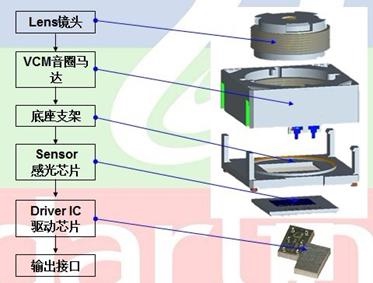 Lens镜头
VCM音圈马
达
底座支架
Sensor
感光芯片
Driver IC
驱动芯片
输出接口